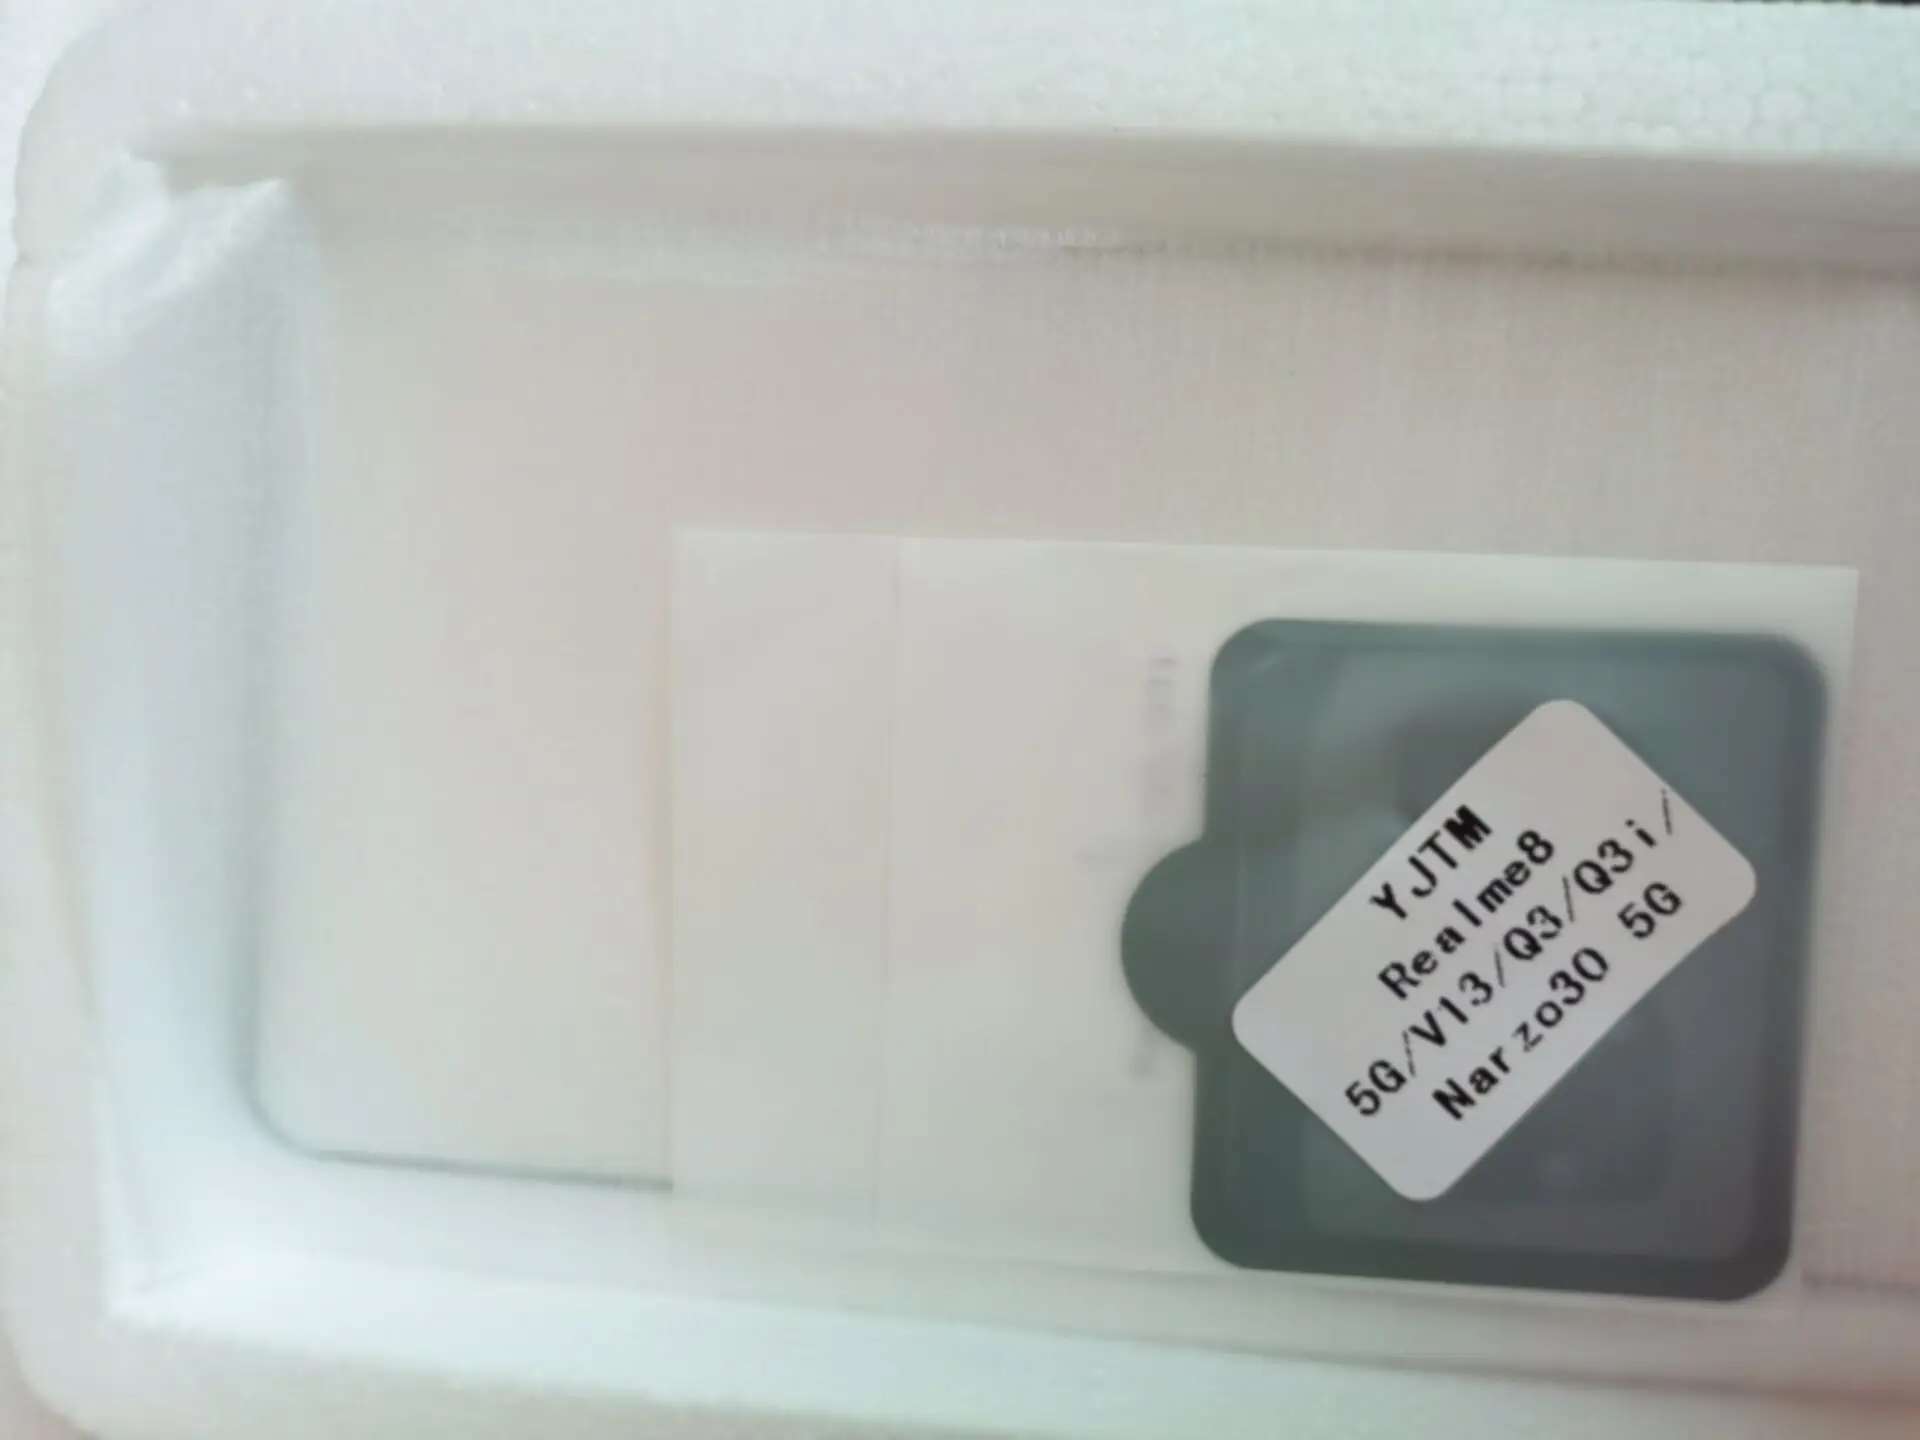 YJTM
Realme8
5G/V13/Q3/Q3i/
Narzo30 5G